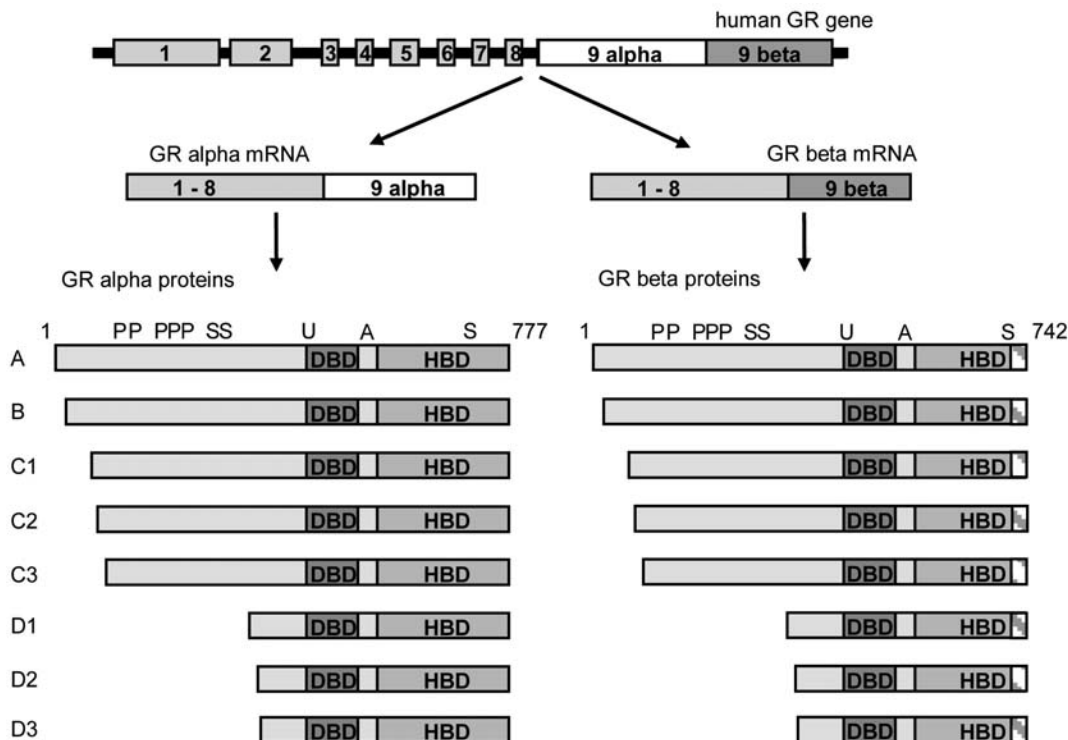 human GR gene
1 2 3 4 5 6 7 8 9 alpha 9 beta
GR alpha mRNA GR beta mRNA
1 - 8 9 alpha 1 - 8 9 beta
GR alpha proteins GR beta proteins
1 PP PPP SS U A S 777 1 PP PPP SS U A S 742
A DBD HBD DBD HBD
B DBD HBD DBD HBD
C1 DBD HBD DBD HBD
C2 DBD HBD DBD HBD
C3 DBD HBD DBD HBD
D1 DBD HBD DBD HBD
D2 DBD HBD DBD HBD
D3 DBD HBD DBD HBD